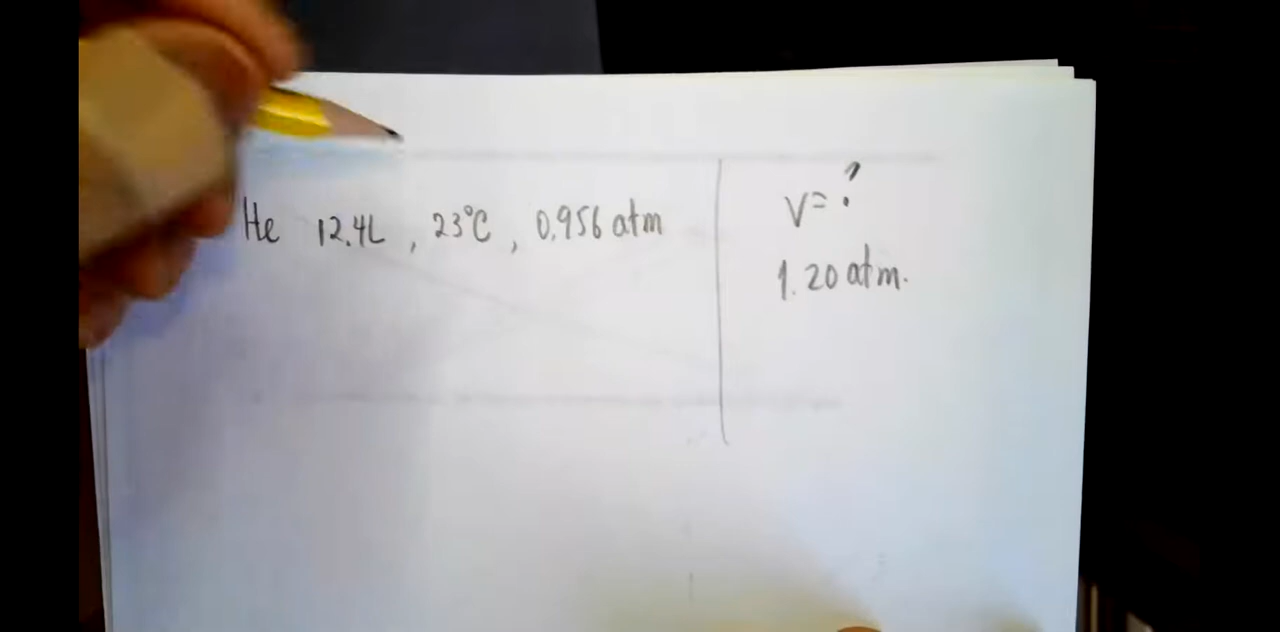 He 12.4L , 23°C , 0.956 atm
V= ?
1.20 atm.